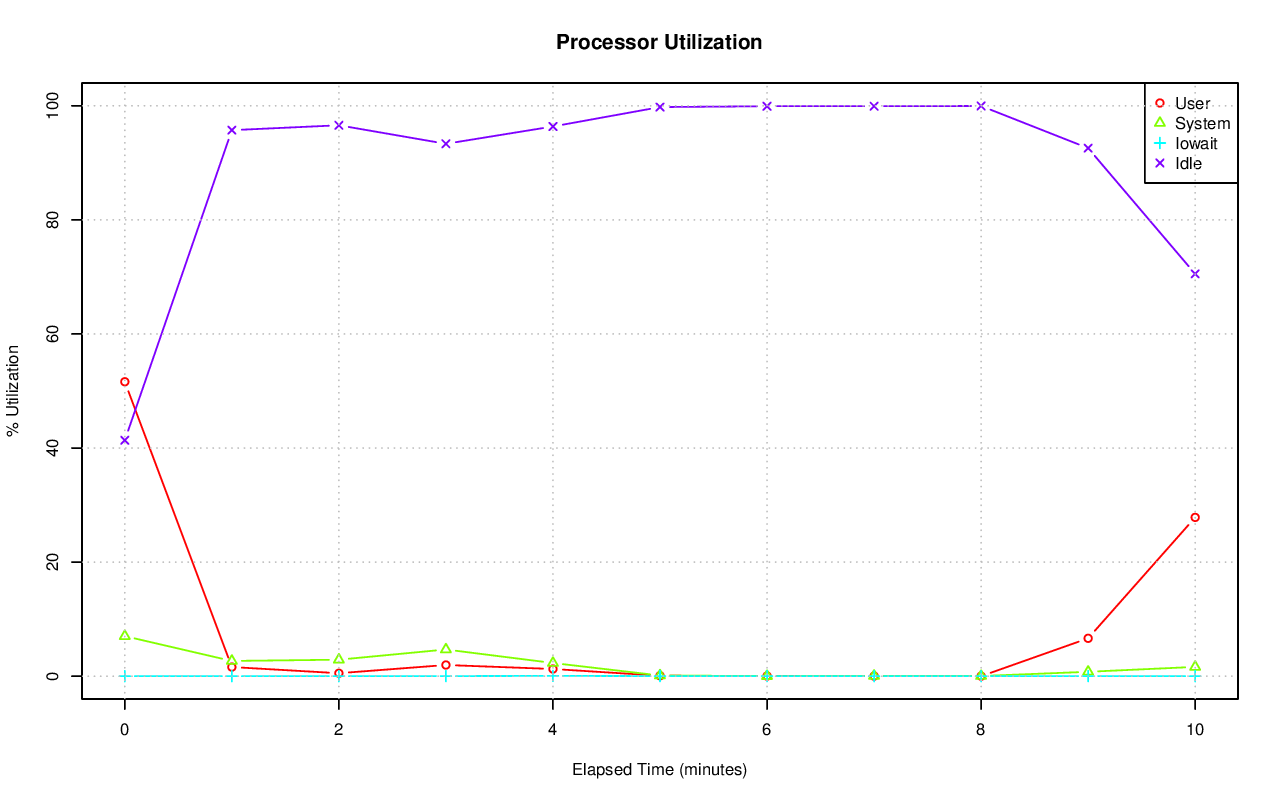 Processor Utilization
100
80
60
40
20
0
% Utilization
User
System
Iowait
Idle
0 2 4 6 8 10
Elapsed Time (minutes)